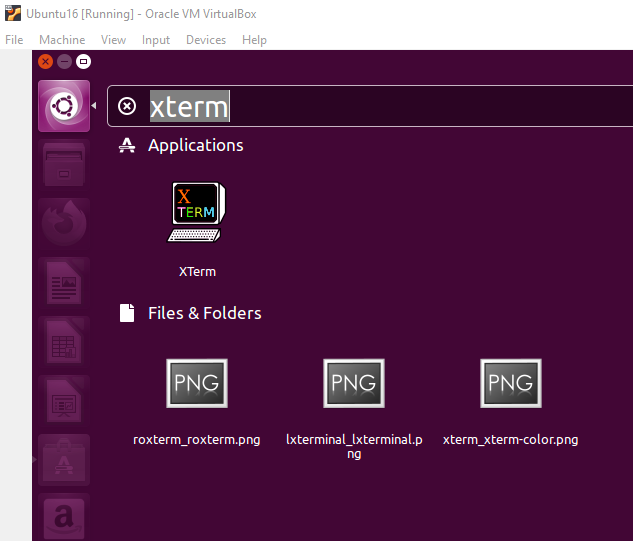 Ubuntu16 [Running] - Oracle VM VirtualBox
File Machine View Input Devices Help
xterm
Applications
X
TERM
XTerm
Files & Folders
PNG PNG PNG
roxterm_roxterm.png lxterminal_lxterminal.p xterm_xterm-color.png
ng
a